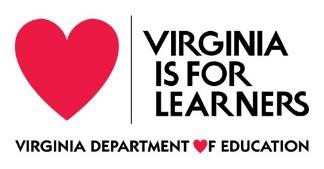 VIRGINIA
IS FOR
LEARNERS
VIRGINIA DEPARTMENT OF EDUCATION